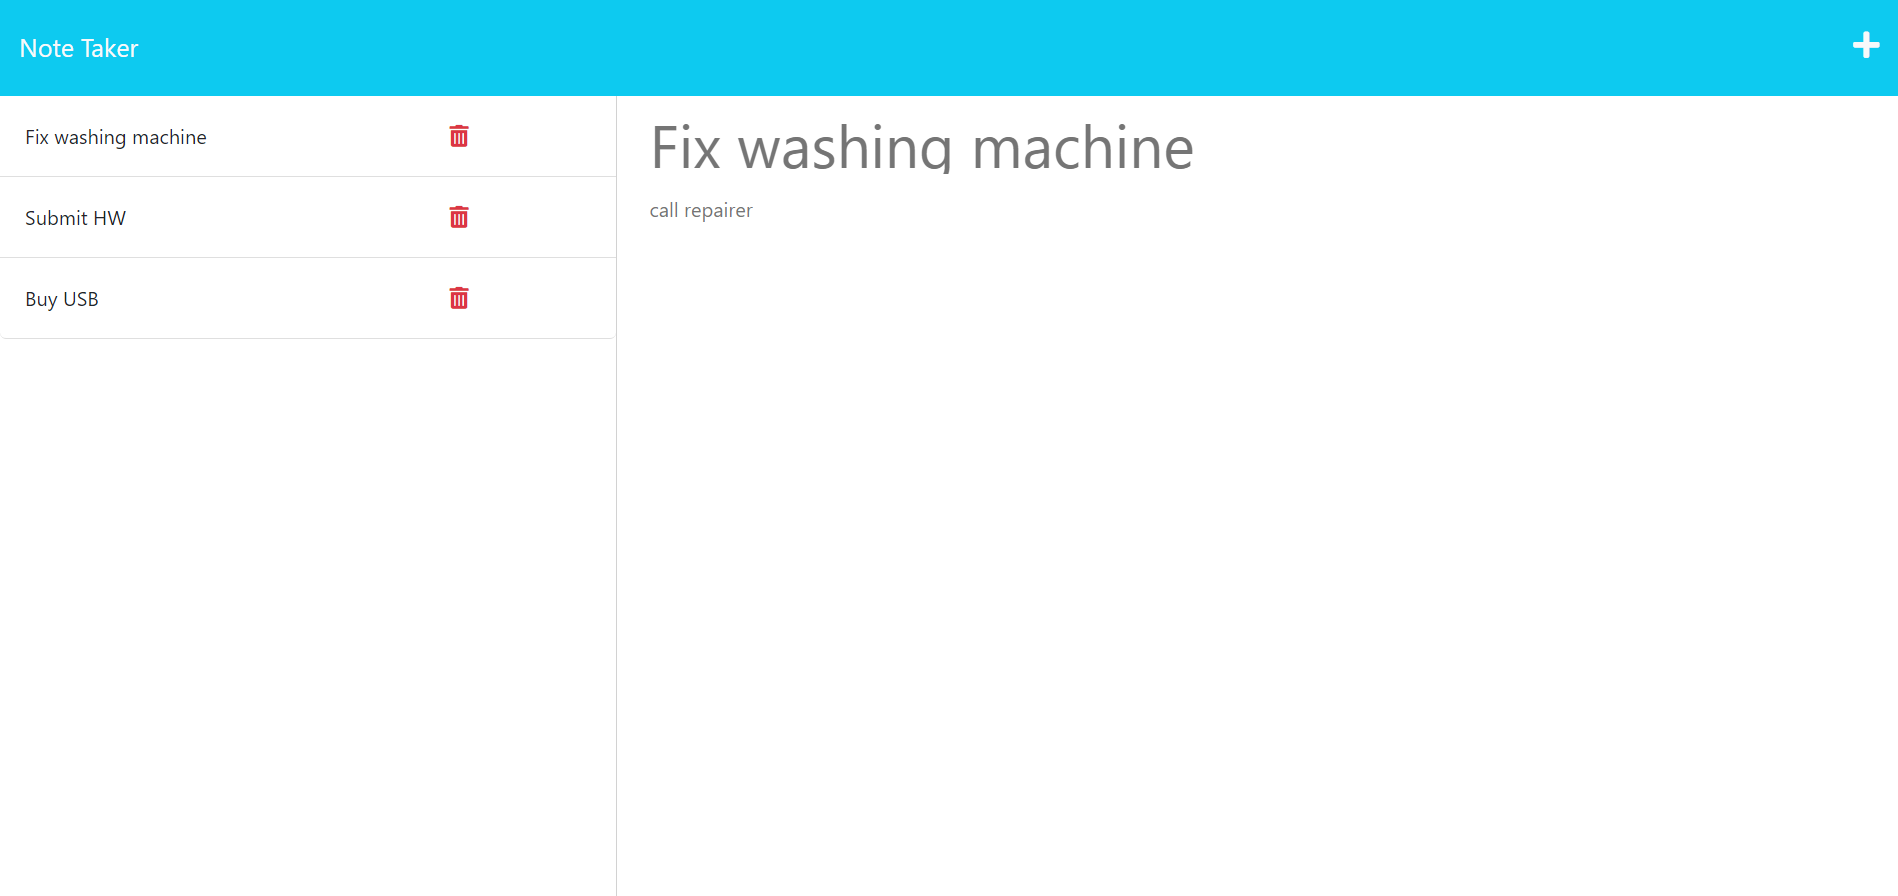 Note Taker
Fix washing machine
Submit HW
Buy USB
Fix washing machine
call repairer